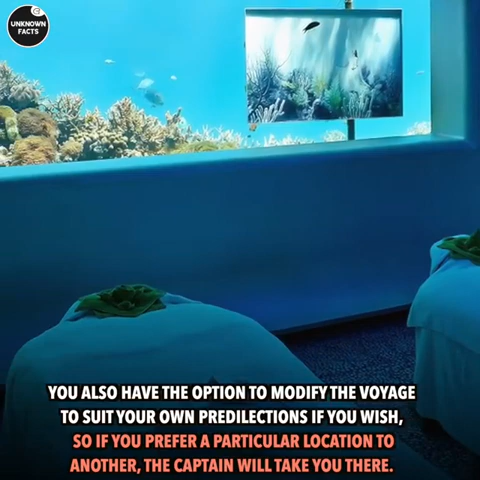 UNKNOWN
FACTS
YOU ALSO HAVE THE OPTION TO MODIFY THE VOYAGE
TO SUIT YOUR OWN PREDILECTIONS IF YOU WISH,
SO IF YOU PREFER A PARTICULAR LOCATION TO
ANOTHER, THE CAPTAIN WILL TAKE YOU THERE.